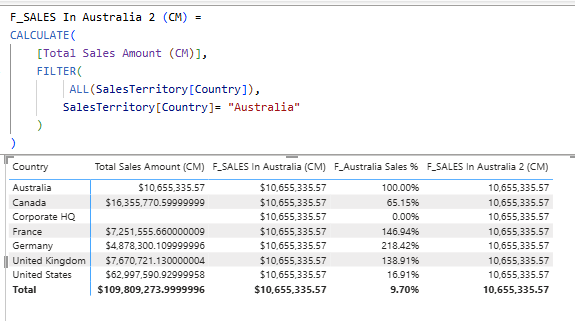 F_SALES In Australia 2 (CM) =
CALCULATE(
[Total Sales Amount (CM)],
FILTER(
ALL(SalesTerritory[Country]),
SalesTerritory[Country]= "Australia"
)
)
Country Total Sales Amount (CM) F_SALES In Australia (CM) F_Australia Sales % F_SALES In Australia 2 (CM)
Australia $10,655,335.57 $10,655,335.57 100.00% 10,655,335.57
Canada $16,355,770.59999999 $10,655,335.57 65.15% 10,655,335.57
Corporate HQ $10,655,335.57 0.00% 10,655,335.57
France $7,251,555.660000009 $10,655,335.57 146.94% 10,655,335.57
Germany $4,878,300.109999996 $10,655,335.57 218.42% 10,655,335.57
United Kingdom $7,670,721.130000004 $10,655,335.57 138.91% 10,655,335.57
United States $62,997,590.92999958 $10,655,335.57 16.91% 10,655,335.57
Total $109,809,273.9999996 $10,655,335.57 9.70% 10,655,335.57